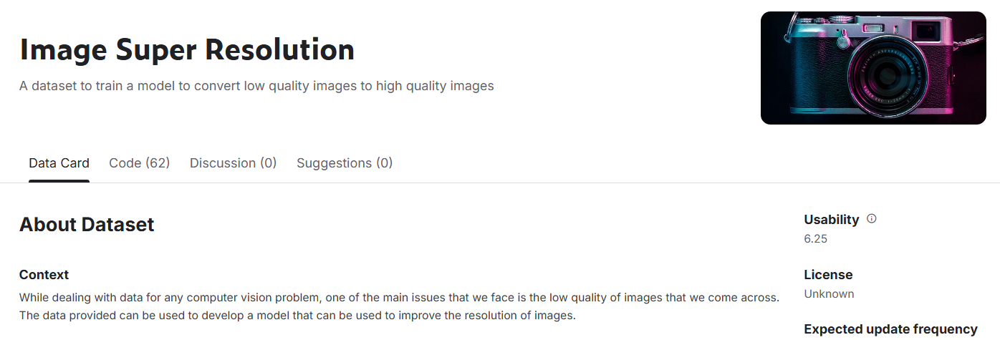 Image Super Resolution
A dataset to train a model to convert low quality images to high quality images
Data Card
Code (62)
Discussion (0)
Suggestions (0)
About Dataset
Context
While dealing with data for any computer vision problem, one of the main issues that we face is the low quality of images that we come across.
The data provided can be used to develop a model that can be used to improve the resolution of images.
Usability
6.25
License
Unknown
Expected update frequency